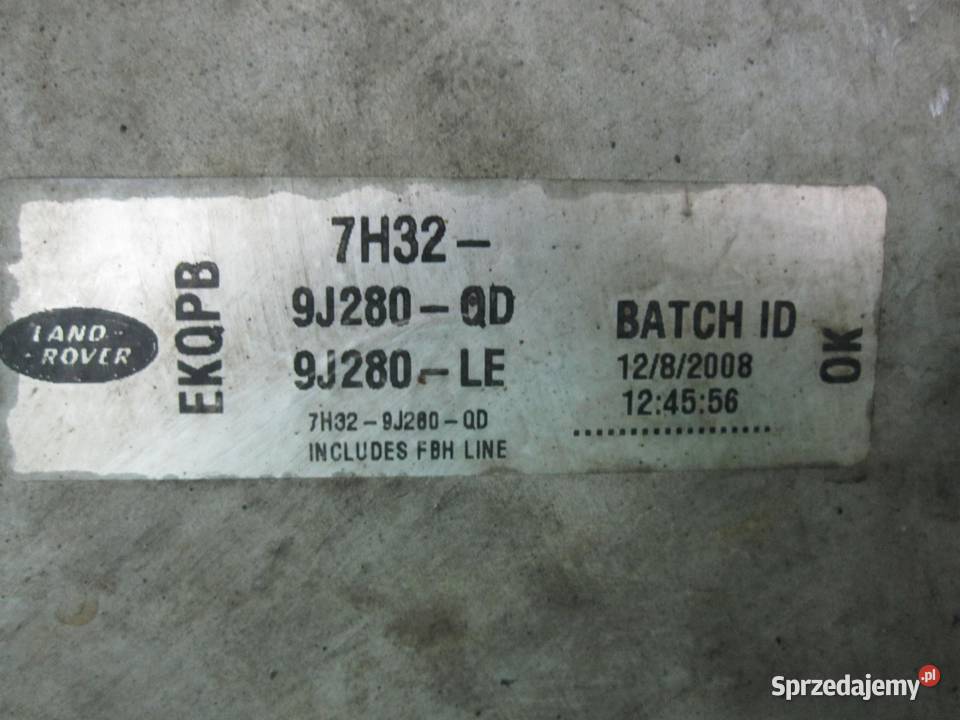 LAND-
-ROVER
EKQPB
7H32-
9J280-QD
9J280-LE
7H32-9J280-QD
INCLUDES FBH LINE
BATCH ID
12/8/2008
12:45:56
OK
Sprzedajemy.pl